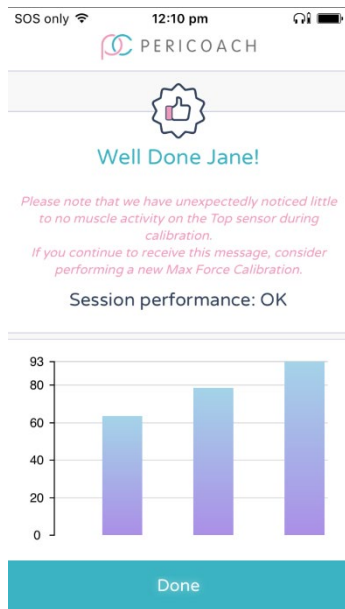 SOS only 12:10 pm
PERICOACH
Well Done Jane!
Please note that we have unexpectedly noticed little
to no muscle activity on the Top sensor during
calibration.
If you continue to receive this message, consider
performing a new Max Force Calibration.
Session performance: OK
93
80
60
40
20
0
Done